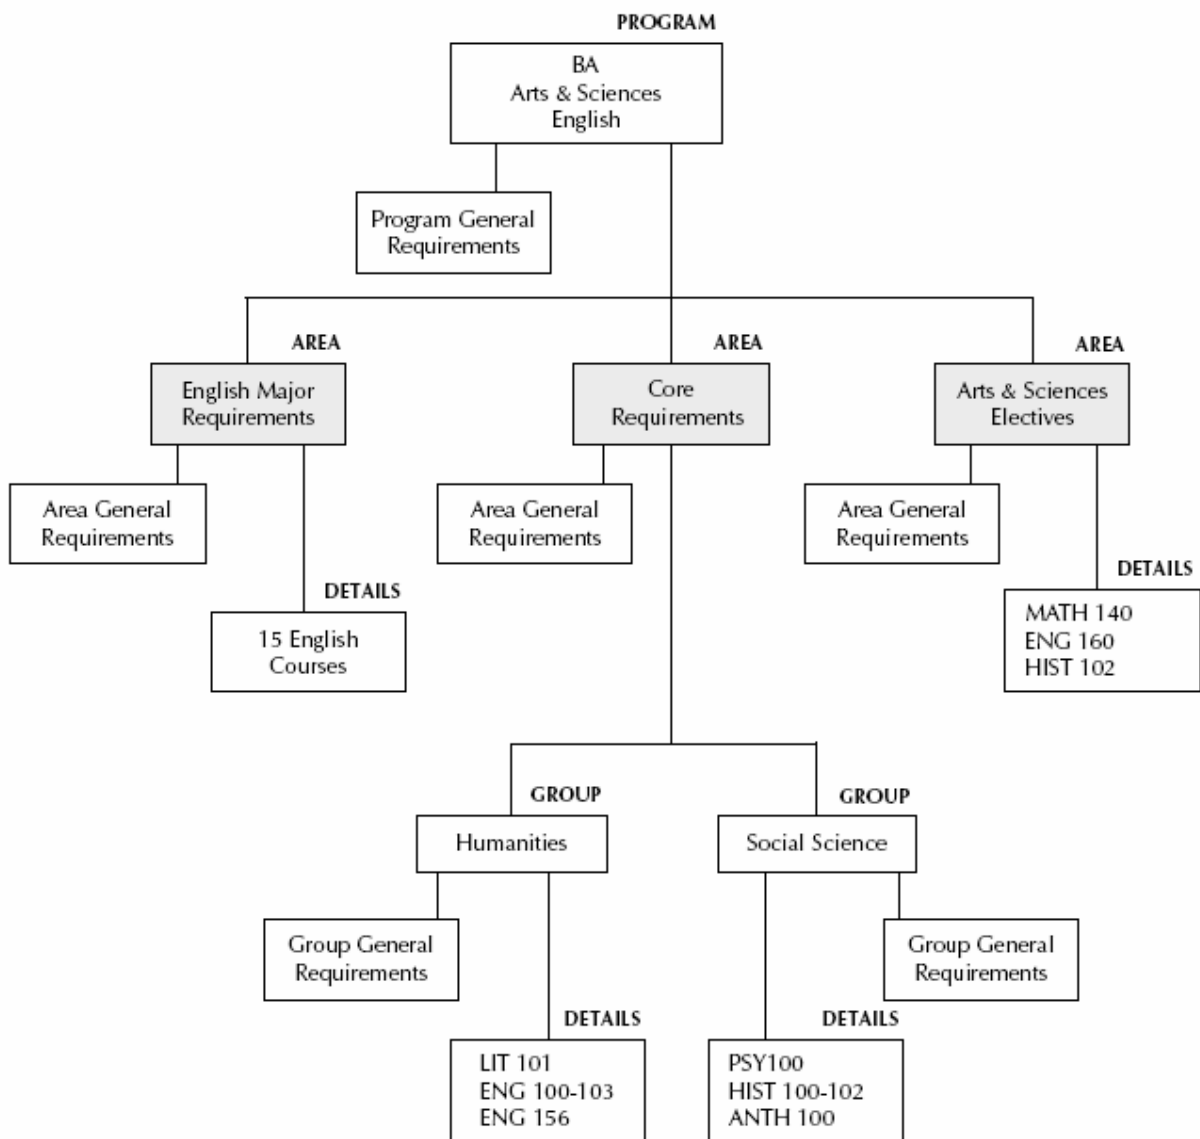 PROGRAM
BA
Arts & Sciences
English
Program General
Requirements
AREA
English Major
Requirements
AREA
Core
Requirements
AREA
Arts & Sciences
Electives
Area General
Requirements
Area General
Requirements
Area General
Requirements
DETAILS
15 English
Courses
DETAILS
MATH 140
ENG 160
HIST 102
GROUP
Humanities
GROUP
Social Science
Group General
Requirements
Group General
Requirements
DETAILS
LIT 101
ENG 100-103
ENG 156
DETAILS
PSY100
HIST 100-102
ANTH 100